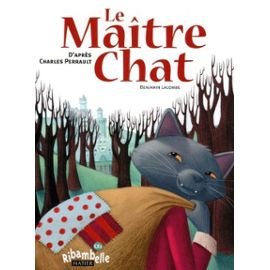 Le
Maître
Chat
D'après
Charles Perrault
Benjamin Lacombe
Ribambelle
HATIER